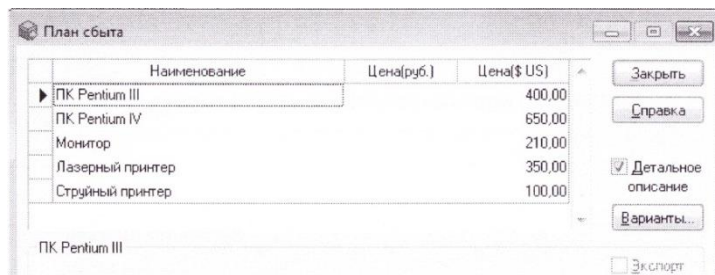 План сбыта
Наименование Цена(руб.) Цена($ US)
ПК Pentium III 400,00
ПК Pentium IV 650,00
Монитор 210,00
Лазерный принтер 350,00
Струйный принтер 100,00
Закрыть
Справка
Детальное
описание
Варианты...
ПК Pentium III
Экспорт